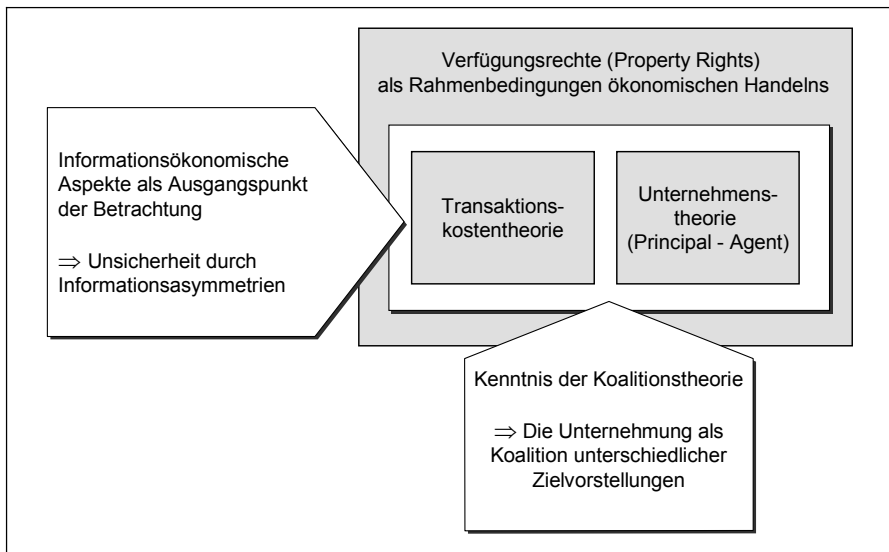 Verfügungsrechte (Property Rights)
als Rahmenbedingungen ökonomischen Handelns
Informationsökonomische
Aspekte als Ausgangspunkt
der Betrachtung
⇒ Unsicherheit durch
Informationsasymmetrien
Transaktions-
kostentheorie
Unternehmens-
theorie
(Principal - Agent)
Kenntnis der Koalitionstheorie
⇒ Die Unternehmung als
Koalition unterschiedlicher
Zielvorstellungen